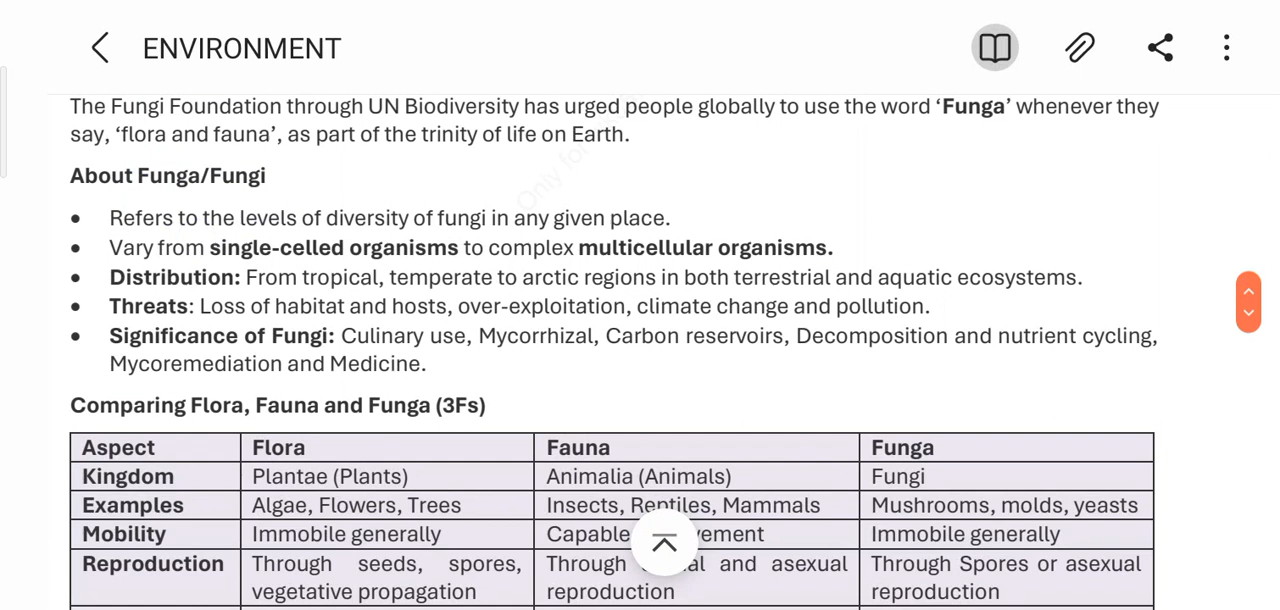 ENVIRONMENT
The Fungi Foundation through UN Biodiversity has urged people globally to use the word ‘Funga’ whenever they
say, ‘flora and fauna’, as part of the trinity of life on Earth.
Only for
About Funga/Fungi
• Refers to the levels of diversity of fungi in any given place.
• Vary from single-celled organisms to complex multicellular organisms.
• Distribution: From tropical, temperate to arctic regions in both terrestrial and aquatic ecosystems.
• Threats: Loss of habitat and hosts, over-exploitation, climate change and pollution.
• Significance of Fungi: Culinary use, Mycorrhizal, Carbon reservoirs, Decomposition and nutrient cycling,
Mycoremediation and Medicine.
Comparing Flora, Fauna and Funga (3Fs)
Aspect Flora Fauna Funga
Kingdom Plantae (Plants) Animalia (Animals) Fungi
Examples Algae, Flowers, Trees Insects, Reptiles, Mammals Mushrooms, molds, yeasts
Mobility Immobile generally Capable Immobile generally
Reproduction Through seeds, spores, Through and asexual Through Spores or asexual
vegetative propagation reproduction reproduction